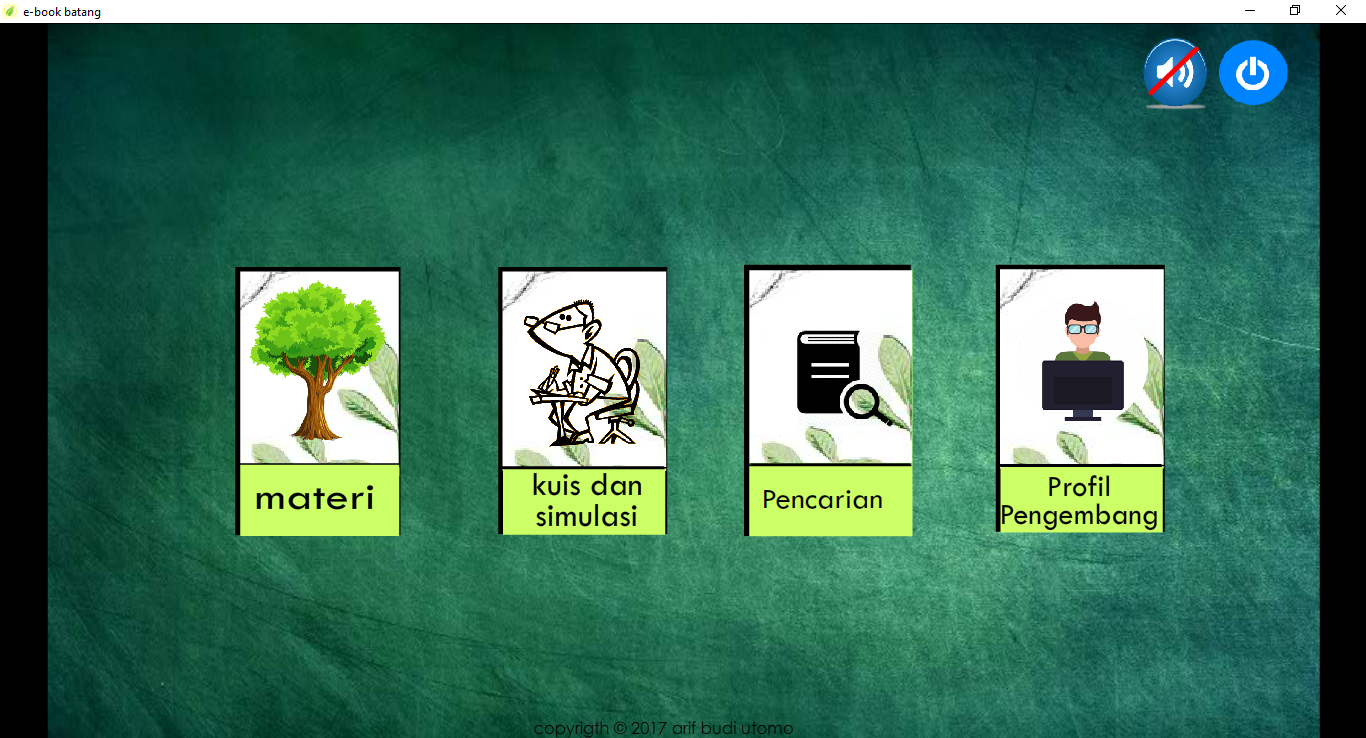 e-book batang
materi
kuis dan
simulasi
Pencarian
Profil
Pengembang
copyrigth © 2017 arif budi utomo